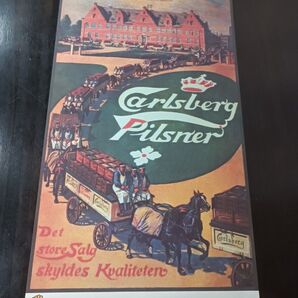 Carlsberg
Pilsner
Carlsberg
Det
store Salg
skyldes Kvaliteten